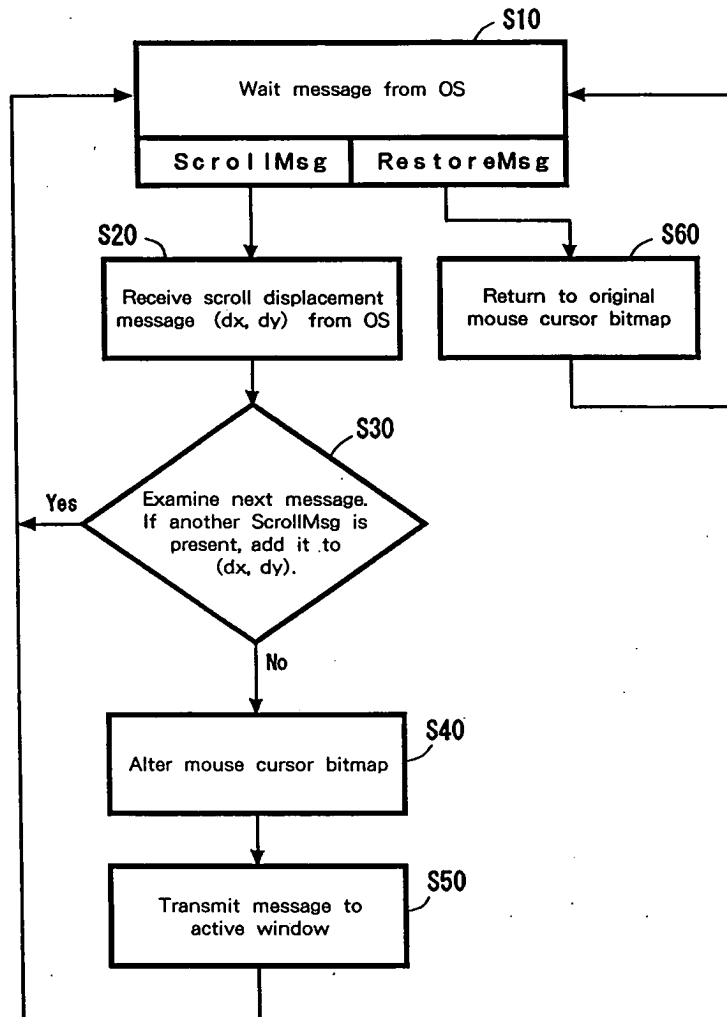 S10
Wait message from OS
ScrollMsg
RestoreMsg
S20
Receive scroll displacement
message (dx, dy) from OS
S60
Return to original
mouse cursor bitmap
S30
Examine next message.
If another ScrollMsg is
present, add it to
(dx, dy).
Yes
No
S40
Alter mouse cursor bitmap
S50
Transmit message to
active window